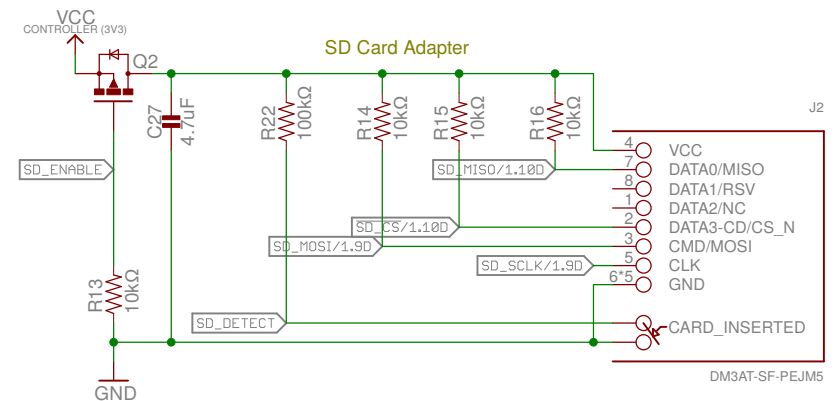 VCC
CONTROLLER (3V3)
SD Card Adapter
Q2
C27
4.7uF
R22
100kΩ
R14
10kΩ
R15
10kΩ
R16
10kΩ
J2
SD_ENABLE
SD_MISO/1.10D
SD_CS/1.10D
SD_MOSI/1.9D
SD_SCLK/1.9D
4 VCC
7 DATA0/MISO
8 DATA1/RSV
1 DATA2/NC
2 DATA3-CD/CS_N
3 CMD/MOSI
5 CLK
6*5 GND
R13
10kΩ
SD_DETECT
CARD_INSERTED
GND
DM3AT-SF-PEJM5